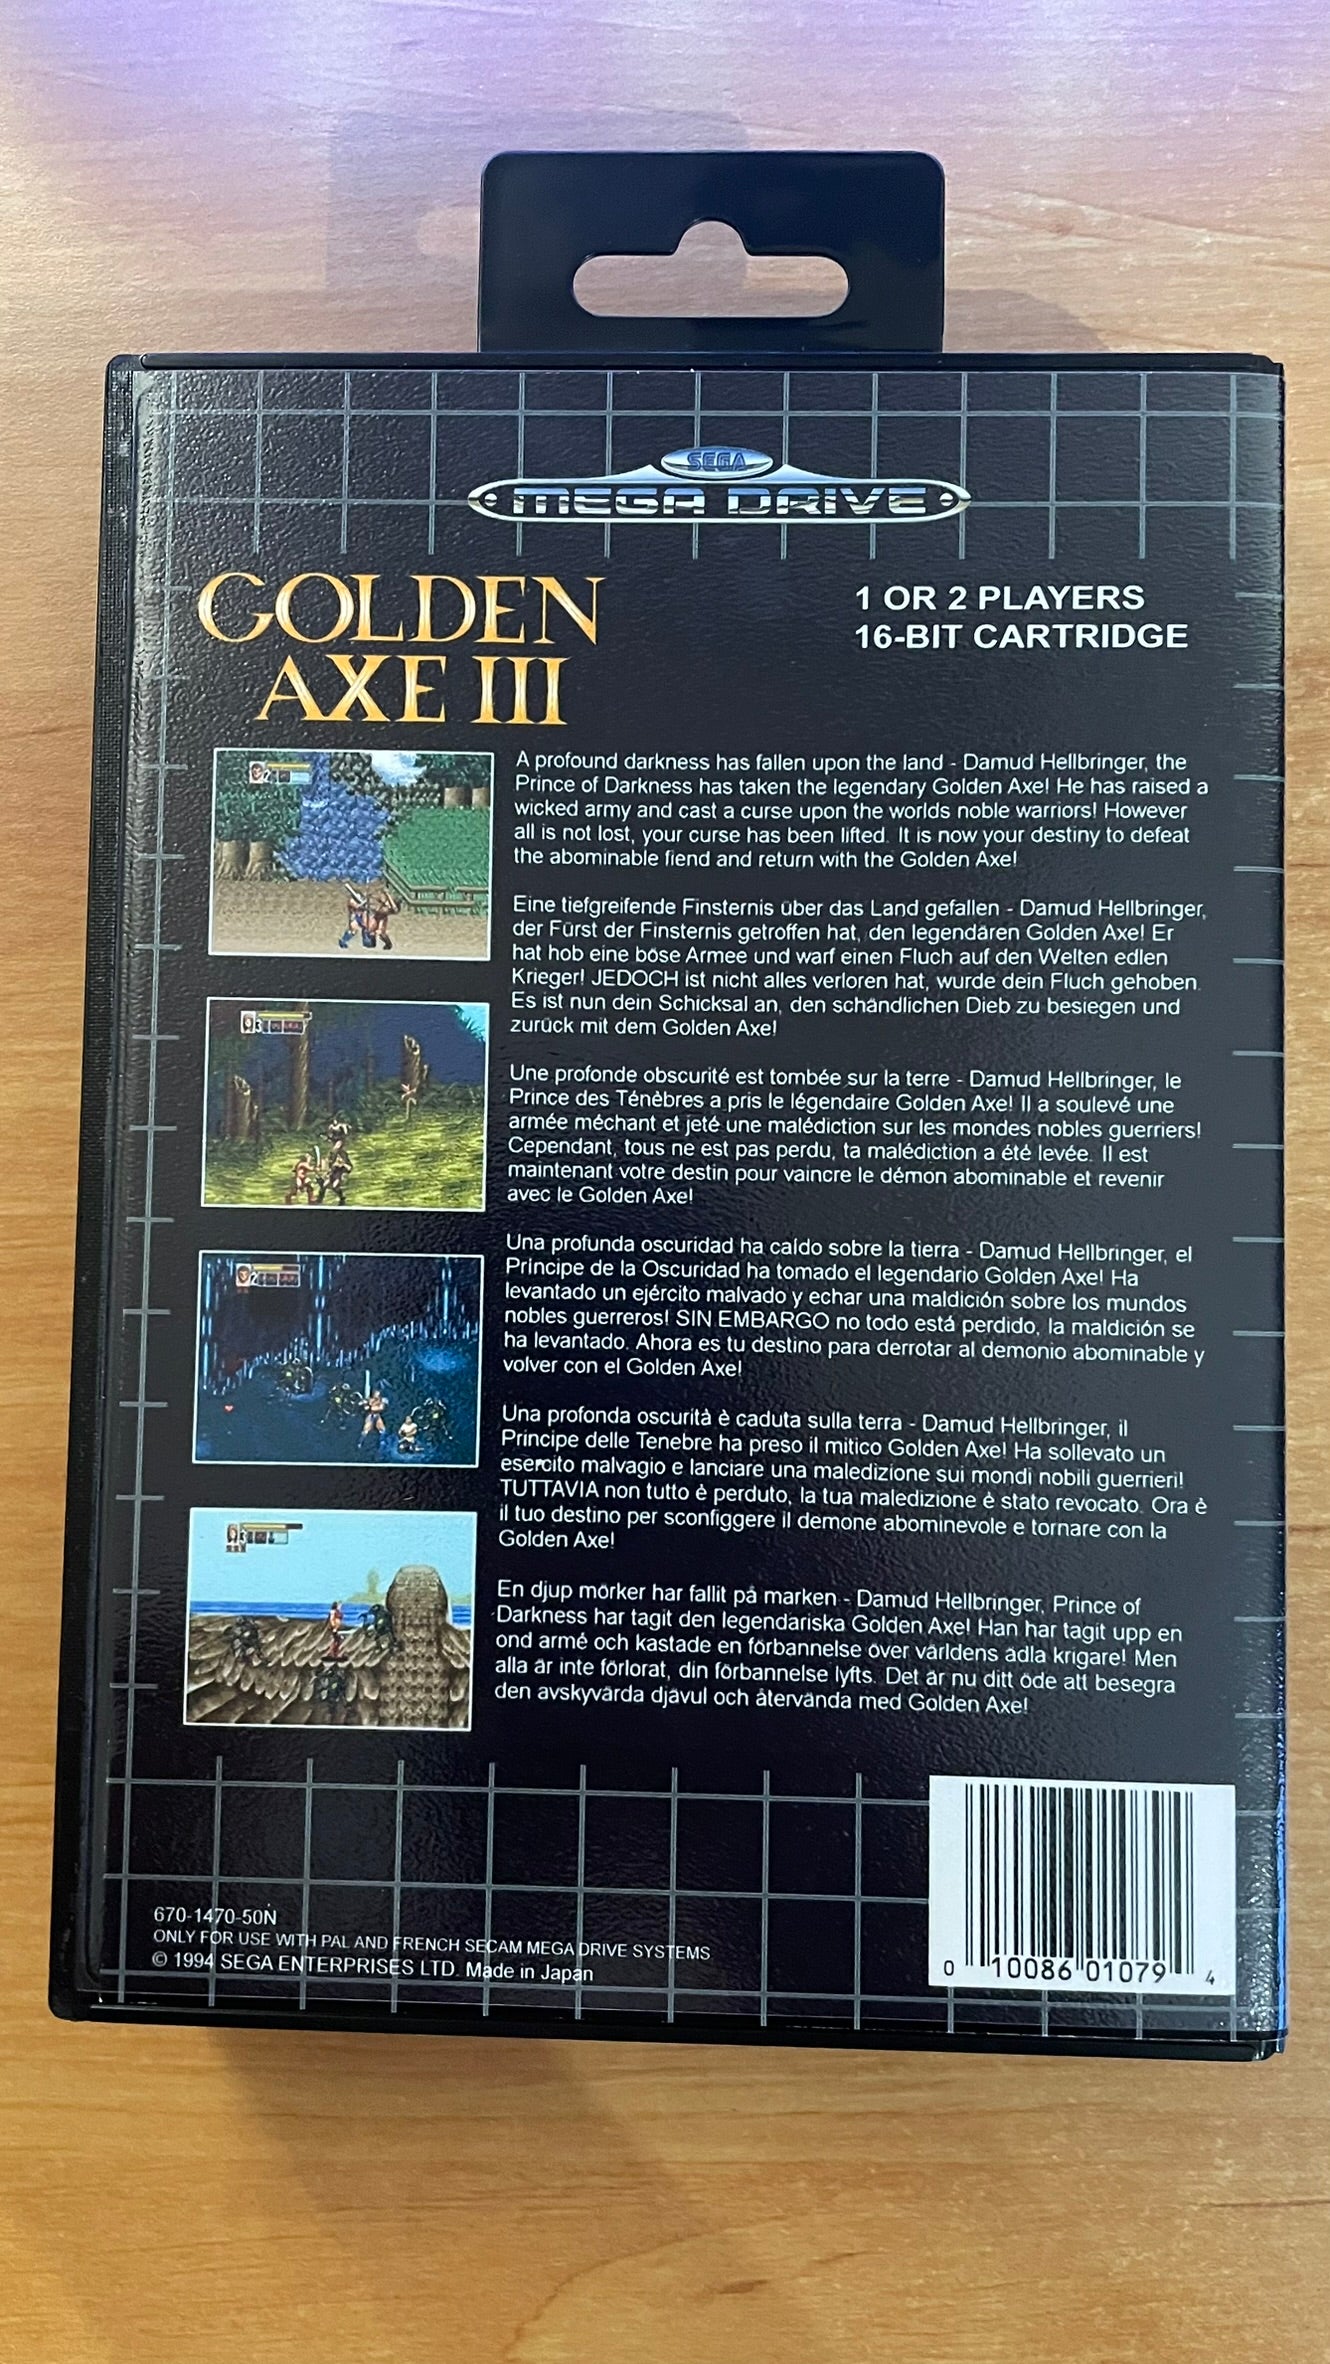 SEGA
MEGA DRIVE
GOLDEN
AXE III
1 OR 2 PLAYERS
16-BIT CARTRIDGE
A profound darkness has fallen upon the land - Damud Hellbringer, the
Prince of Darkness has taken the legendary Golden Axe! He has raised a
wicked army and cast a curse upon the worlds noble warriors! However
all is not lost, your curse has been lifted. It is now your destiny to defeat
the abominable fiend and return with the Golden Axe!
Eine tiefgreifende Finsternis über das Land gefallen - Damud Hellbringer,
der Fürst der Finsternis getroffen hat, den legendären Golden Axe! Er
hat hob eine böse Armee und warf einen Fluch auf den Welten edlen
Krieger! JEDOCH ist nicht alles verloren hat, wurde dein Fluch gehoben.
Es ist nun dein Schicksal an, den schändlichen Dieb zu besiegen und
zurück mit dem Golden Axe!
Une profonde obscurité est tombée sur la terre - Damud Hellbringer, le
Prince des Ténèbres a pris le légendaire Golden Axe! Il a soulevé une
armée méchant et jeté une malédiction sur les mondes nobles guerriers!
Cependant, tous ne est pas perdu, ta malédiction a été levée. Il est
maintenant votre destin pour vaincre le démon abominable et revenir
avec le Golden Axe!
Una profunda oscuridad ha caído sobre la tierra - Damud Hellbringer, el
Príncipe de la Oscuridad ha tomado el legendario Golden Axe! Ha
levantado un ejército malvado y echar una maldición sobre los mundos
nobles guerreros! SIN EMBARGO no todo está perdido, la maldición se
ha levantado. Ahora es tu destino para derrotar al demonio abominable y
volver con el Golden Axe!
Una profonda oscurità è caduta sulla terra - Damud Hellbringer, il
Principe delle Tenebre ha preso il mitico Golden Axe! Ha sollevato un
esercito malvagio e lanciare una maledizione sui mondi nobili guerrieri!
TUTTAVIA non tutto è perduto, la tua maledizione è stato revocato. Ora è
il tuo destino per sconfiggere il demone abominevole e tornare con la
Golden Axe!
En djup mörker har fallit på marken - Damud Hellbringer, Prince of
Darkness har tagit den legendariska Golden Axe! Han har tagit upp en
ond armé och kastade en förbannelse över världens ädla krigare! Men
alla är inte förlorat, din förbannelse lyfts. Det är nu ditt öde att besegra
den avskyvärda djävul och återvända med Golden Axe!
670-1470-50N
ONLY FOR USE WITH PAL AND FRENCH SECAM MEGA DRIVE SYSTEMS
© 1994 SEGA ENTERPRISES LTD. Made in Japan
0 10086 01079 4